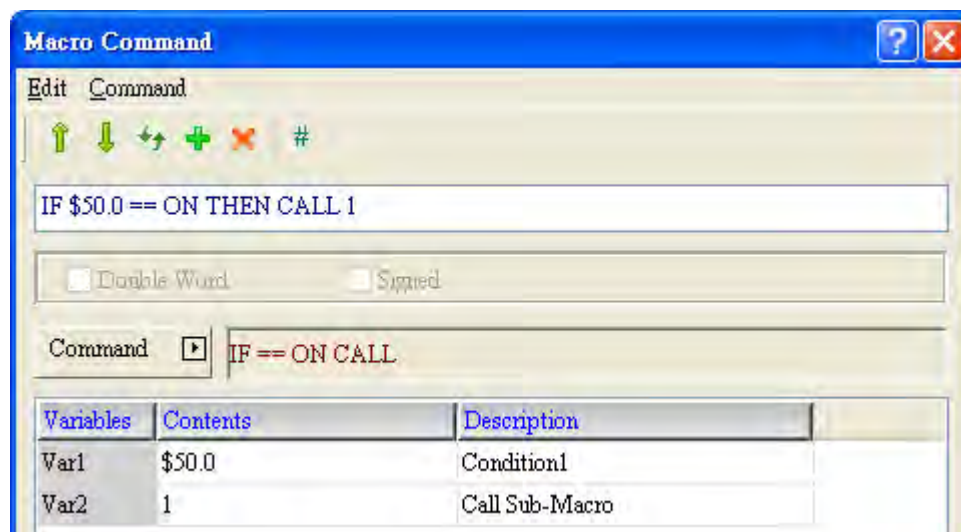 Macro Command
Edit Command
#
IF $50.0 == ON THEN CALL 1
Double Word Signed
Command IF == ON CALL
Variables Contents Description
Var1 $50.0 Condition1
Var2 1 Call Sub-Macro